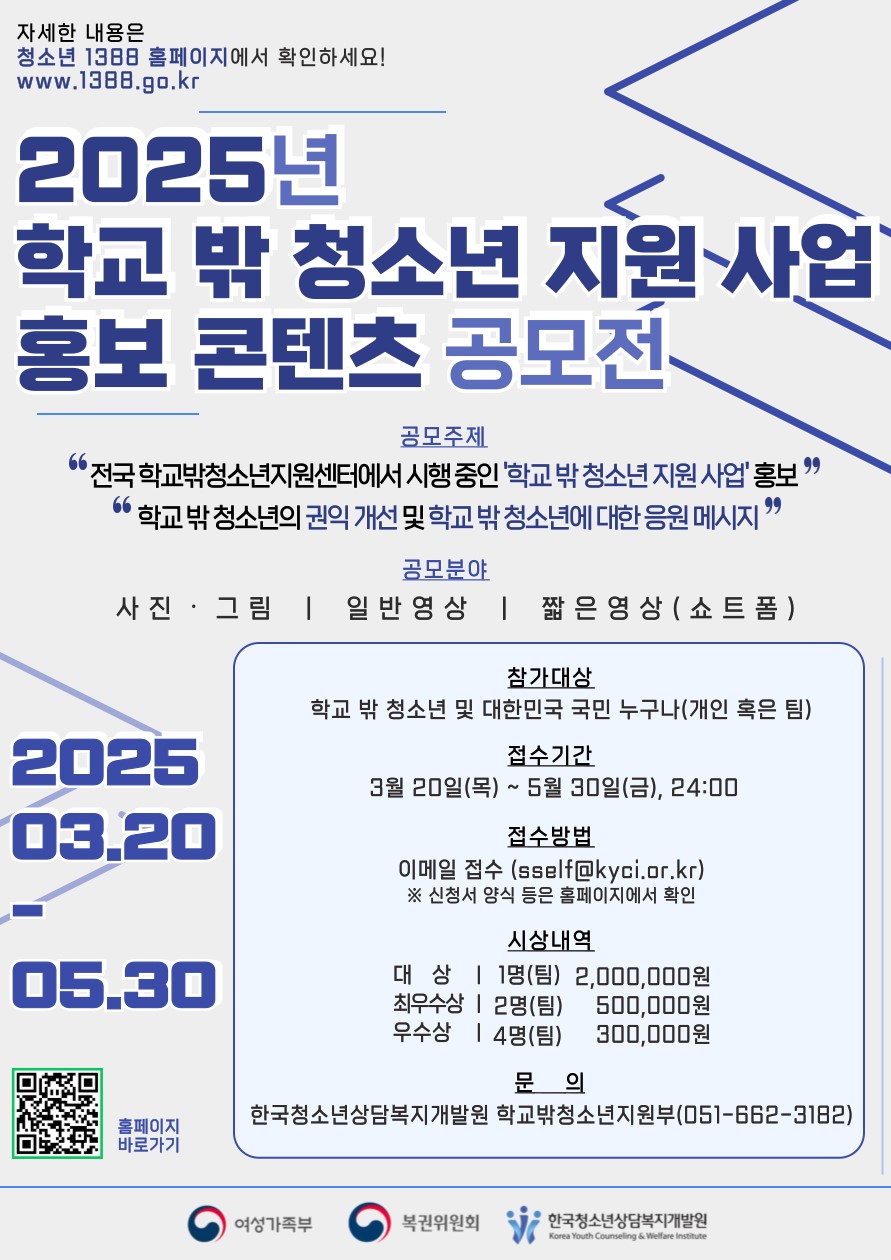 자세한 내용은
청소년 1388 홈페이지에서 확인하세요!
www.1388.go.kr
2025년
학교 밖 청소년 지원 사업
홍보 콘텐츠 공모전
공모주제
“전국 학교밖청소년지원센터에서 시행 중인 '학교 밖 청소년 지원 사업' 홍보”
“학교 밖 청소년의 권익 개선 및 학교 밖 청소년에 대한 응원 메시지”
공모분야
사진 · 그림 | 일반영상 | 짧은영상(쇼트폼)
2025
03.20
-
05.30
참가대상
학교 밖 청소년 및 대한민국 국민 누구나(개인 혹은 팀)
접수기간
3월 20일(목) ~ 5월 30일(금), 24:00
접수방법
이메일 접수 (sself@kyci.or.kr)
※ 신청서 양식 등은 홈페이지에서 확인
시상내역
대 상 | 1명(팀) 2,000,000원
최우수상 | 2명(팀) 500,000원
우수상 | 4명(팀) 300,000원
문 의
한국청소년상담복지개발원 학교밖청소년지원부(051-662-3182)
홈페이지
바로가기
여성가족부
복권위원회
한국청소년상담복지개발원
Korea Youth Counseling & Welfare Institute